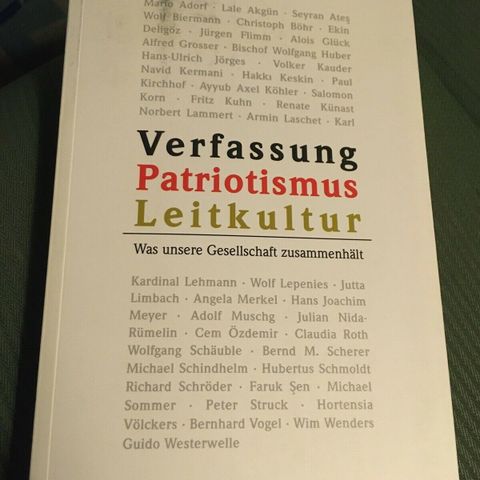 Mario Adorf · Lale Akgün · Seyran Ateş
Wolf Biermann · Christoph Böhr · Ekin
Deligöz · Jürgen Flimm · Alois Glück
Alfred Grosser · Bischof Wolfgang Huber
Hans-Ulrich Jörges · Volker Kauder
Navid Kermani · Hakkı Keskin · Paul
Kirchhof · Ayyub Axel Köhler · Salomon
Korn · Fritz Kuhn · Renate Künast
Norbert Lammert · Armin Laschet · Karl
Verfassung
Patriotismus
Leitkultur
Was unsere Gesellschaft zusammenhält
Kardinal Lehmann · Wolf Lepenies · Jutta
Limbach · Angela Merkel · Hans Joachim
Meyer · Adolf Muschg · Julian Nida-
Rümelin · Cem Özdemir · Claudia Roth
Wolfgang Schäuble · Bernd M. Scherer
Michael Schindhelm · Hubertus Schmoldt
Richard Schröder · Faruk Şen · Michael
Sommer · Peter Struck · Hortensia
Völckers · Bernhard Vogel · Wim Wenders
Guido Westerwelle